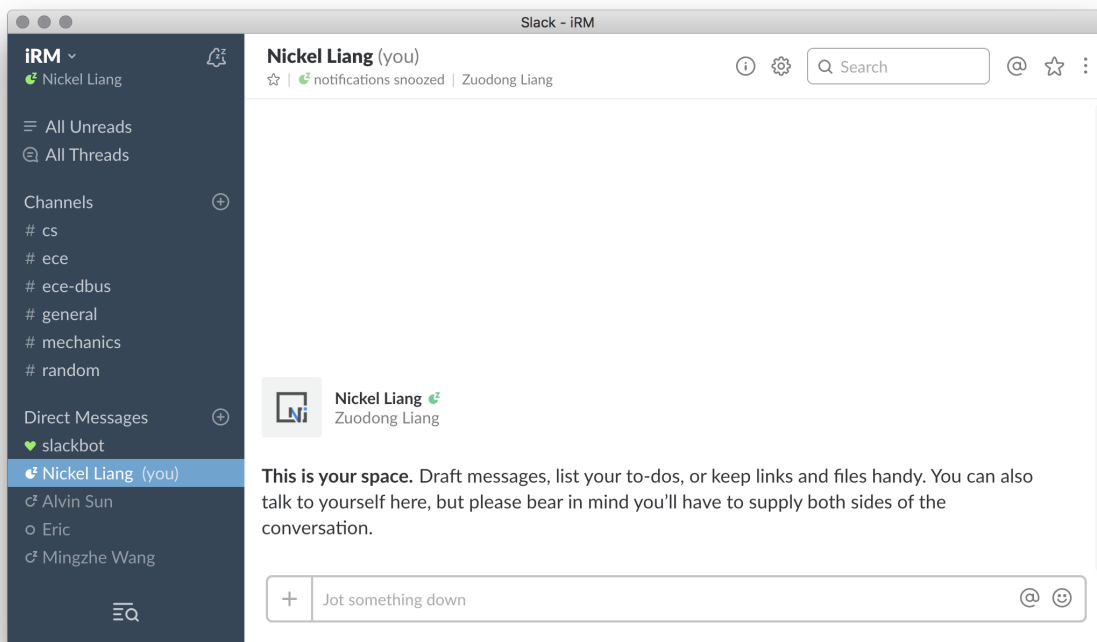 Slack - iRM
iRM
Nickel Liang
All Unreads
All Threads
Channels
# cs
# ece
# ece-dbus
# general
# mechanics
# random
Direct Messages
slackbot
Nickel Liang (you)
Alvin Sun
Eric
Mingzhe Wang
Nickel Liang (you)
notifications snoozed | Zuodong Liang
Search
Ni
Nickel Liang
Zuodong Liang
This is your space. Draft messages, list your to-dos, or keep links and files handy. You can also
talk to yourself here, but please bear in mind you’ll have to supply both sides of the
conversation.
Jot something down